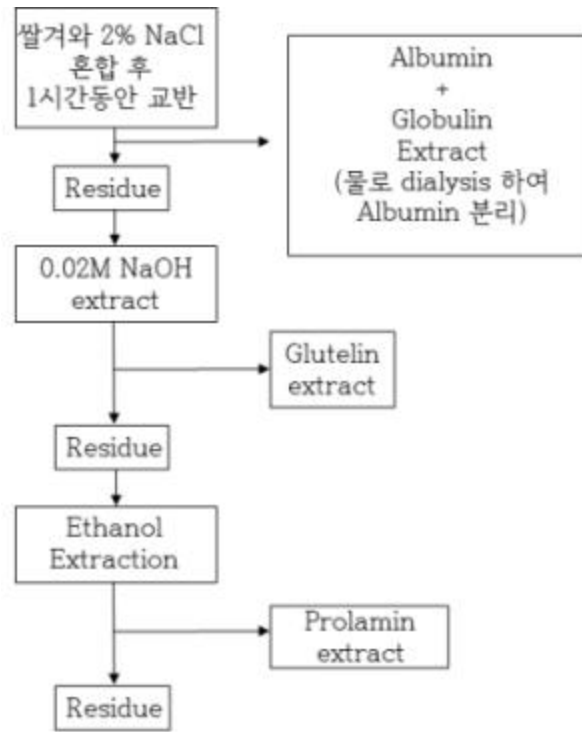 쌀겨와 2% NaCl
혼합 후
1시간동안 교반
Albumin
+
Globulin
Extract
(물로 dialysis 하여
Albumin 분리)
Residue
0.02M NaOH
extract
Glutelin
extract
Residue
Ethanol
Extraction
Prolamin
extract
Residue